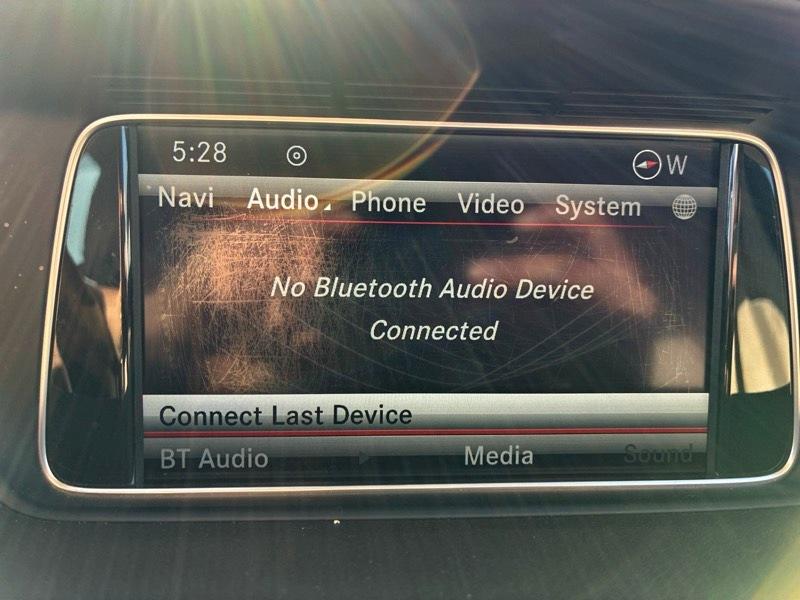 5:28 W
Navi Audio Phone Video System
No Bluetooth Audio Device
Connected
Connect Last Device
BT Audio Media Sound